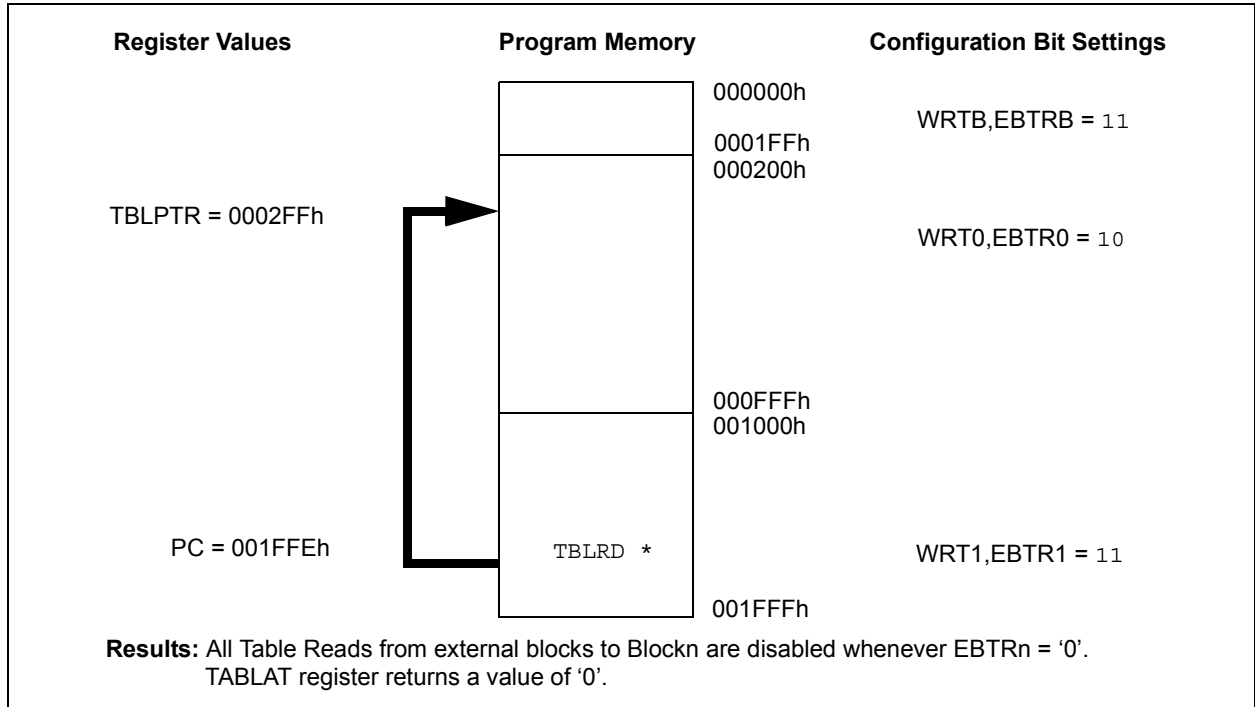 Register Values Program Memory Configuration Bit Settings
000000h
WRTB,EBTRB = 11
0001FFh
000200h
TBLPTR = 0002FFh
WRT0,EBTR0 = 10
000FFFh
001000h
PC = 001FFEh TBLRD * WRT1,EBTR1 = 11
001FFFh
Results: All Table Reads from external blocks to Blockn are disabled whenever EBTRn = ‘0’.
TABLAT register returns a value of ‘0’.